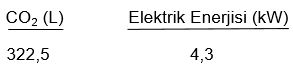 CO₂ (L) Elektrik Enerjisi (kW)
322,5 4,3